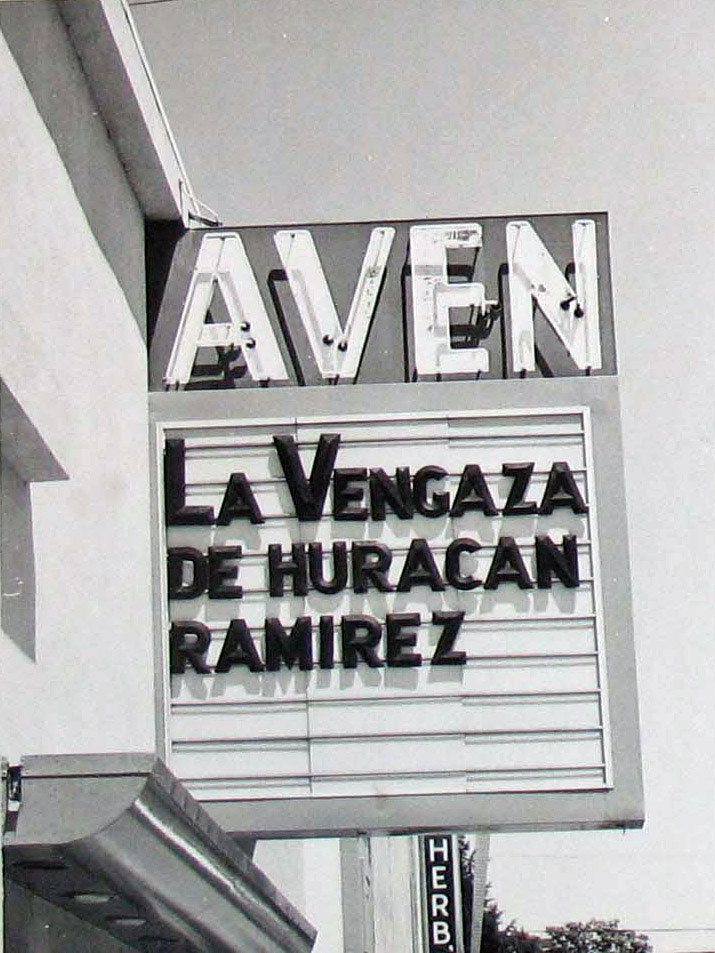 AVEN
LA VENGAZA
DE HURACAN
RAMIREZ
HERB.